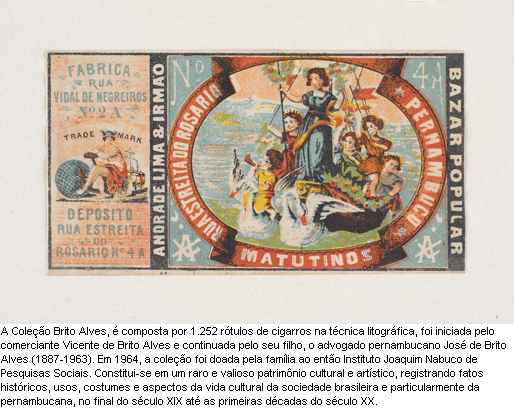 FABRICA
RUA
VIDAL DE NEGREIROS
Nº 2 A
TRADE MARK
DEPOSITO
RUA ESTREITA
DO
ROSARIO Nº 4 A
ANDRADE LIMA & IRMÃO
Nº 4A
RUA ESTREITA DO ROSARIO
PERNAMBUCO
MATUTINOS
BAZAR POPULAR
A Coleção Brito Alves, é composta por 1.252 rótulos de cigarros na técnica litográfica, foi iniciada pelo
comerciante Vicente de Brito Alves e continuada pelo seu filho, o advogado pernambucano José de Brito
Alves (1887-1963). Em 1964, a coleção foi doada pela família ao então Instituto Joaquim Nabuco de
Pesquisas Sociais. Constitui-se em um raro e valioso patrimônio cultural e artístico, registrando fatos
históricos, usos, costumes e aspectos da vida cultural da sociedade brasileira e particularmente da
pernambucana, no final do século XIX até as primeiras décadas do século XX.